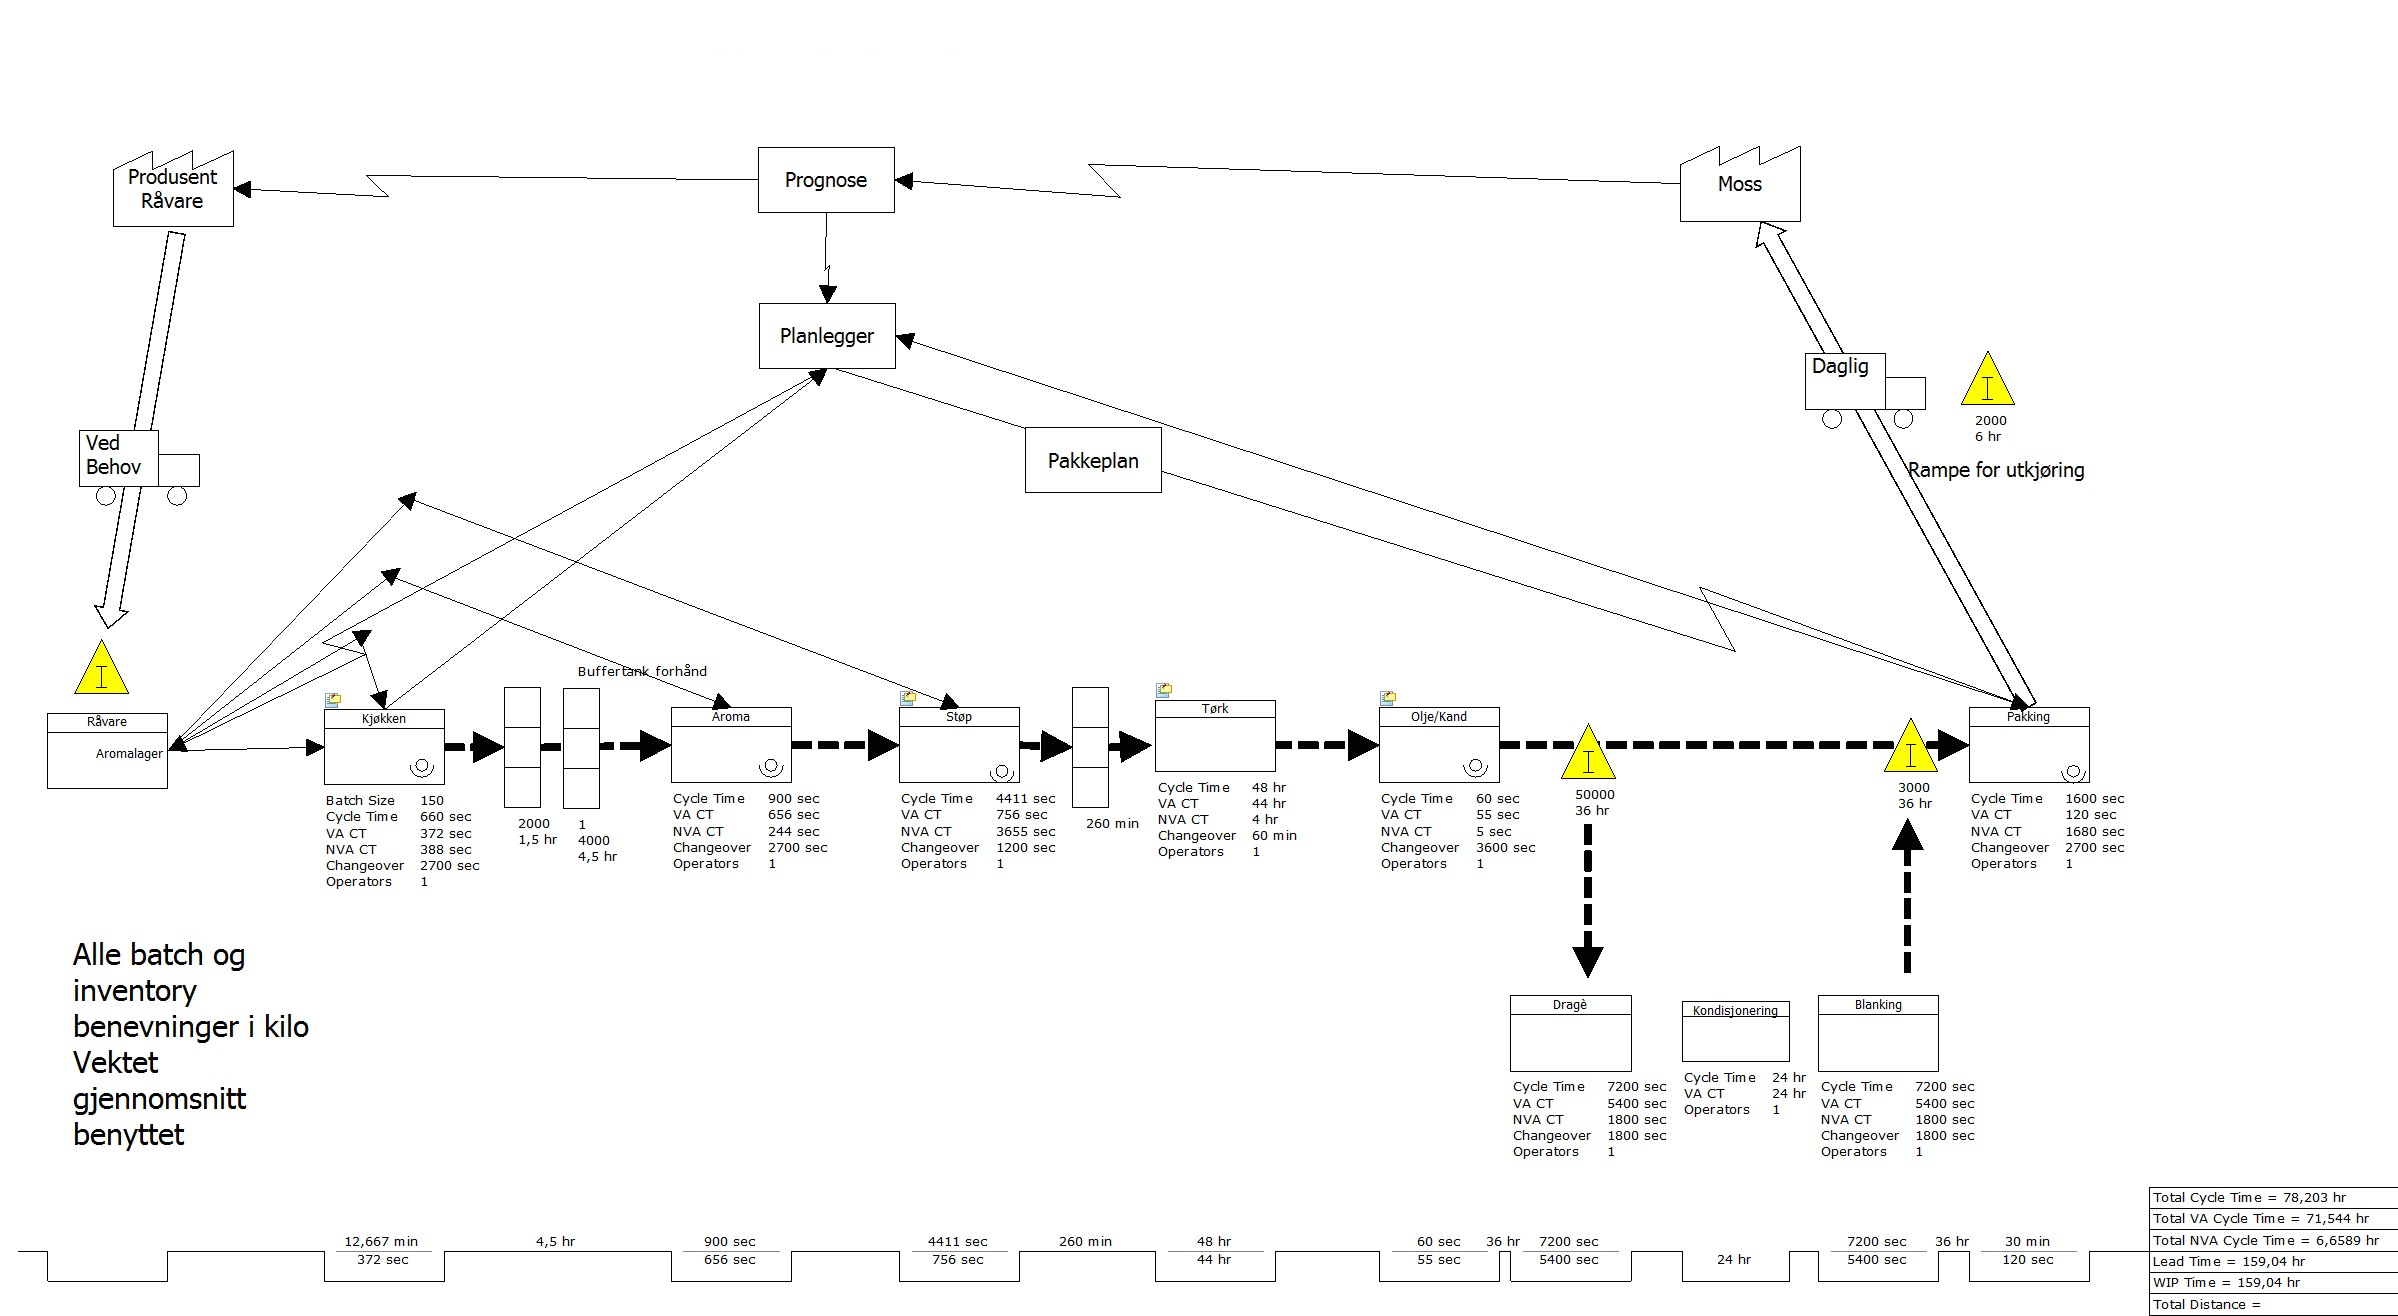 Produsent
Råvare
Prognose
Moss
Planlegger
Daglig
2000
6 hr
Rampe for utkjøring
Ved
Behov
Pakkeplan
Buffertank forhånd
Råvare
Aromalager
Kjøkken
Batch Size 150
Cycle Time 660 sec
VA CT 372 sec
NVA CT 388 sec
Changeover 2700 sec
Operators 1
2000
1,5 hr
1
4000
4,5 hr
Aroma
Cycle Time 900 sec
VA CT 656 sec
NVA CT 244 sec
Changeover 2700 sec
Operators 1
Støp
Cycle Time 4411 sec
VA CT 756 sec
NVA CT 3655 sec
Changeover 1200 sec
Operators 1
260 min
Tørk
Cycle Time 48 hr
VA CT 44 hr
NVA CT 4 hr
Changeover 60 min
Operators 1
Olje/Kand
Cycle Time 60 sec
VA CT 55 sec
NVA CT 5 sec
Changeover 3600 sec
Operators 1
I
50000
36 hr
I
3000
36 hr
Pakking
Cycle Time 1600 sec
VA CT 120 sec
NVA CT 1680 sec
Changeover 2700 sec
Operators 1
Alle batch og
inventory
benevninger i kilo
Vektet
gjennomsnitt
benyttet
Dragè
Cycle Time 7200 sec
VA CT 5400 sec
NVA CT 1800 sec
Changeover 1800 sec
Operators 1
Kondisjonering
Cycle Time 24 hr
VA CT 24 hr
Operators 1
Blanking
Cycle Time 7200 sec
VA CT 5400 sec
NVA CT 1800 sec
Changeover 1800 sec
Operators 1
12,667 min 4,5 hr 900 sec 4411 sec 260 min 48 hr 60 sec 36 hr 7200 sec 7200 sec 36 hr 30 min
372 sec 656 sec 756 sec 44 hr 55 sec 5400 sec 24 hr 5400 sec 120 sec
Total Cycle Time = 78,203 hr
Total VA Cycle Time = 71,544 hr
Total NVA Cycle Time = 6,6589 hr
Lead Time = 159,04 hr
WIP Time = 159,04 hr
Total Distance =